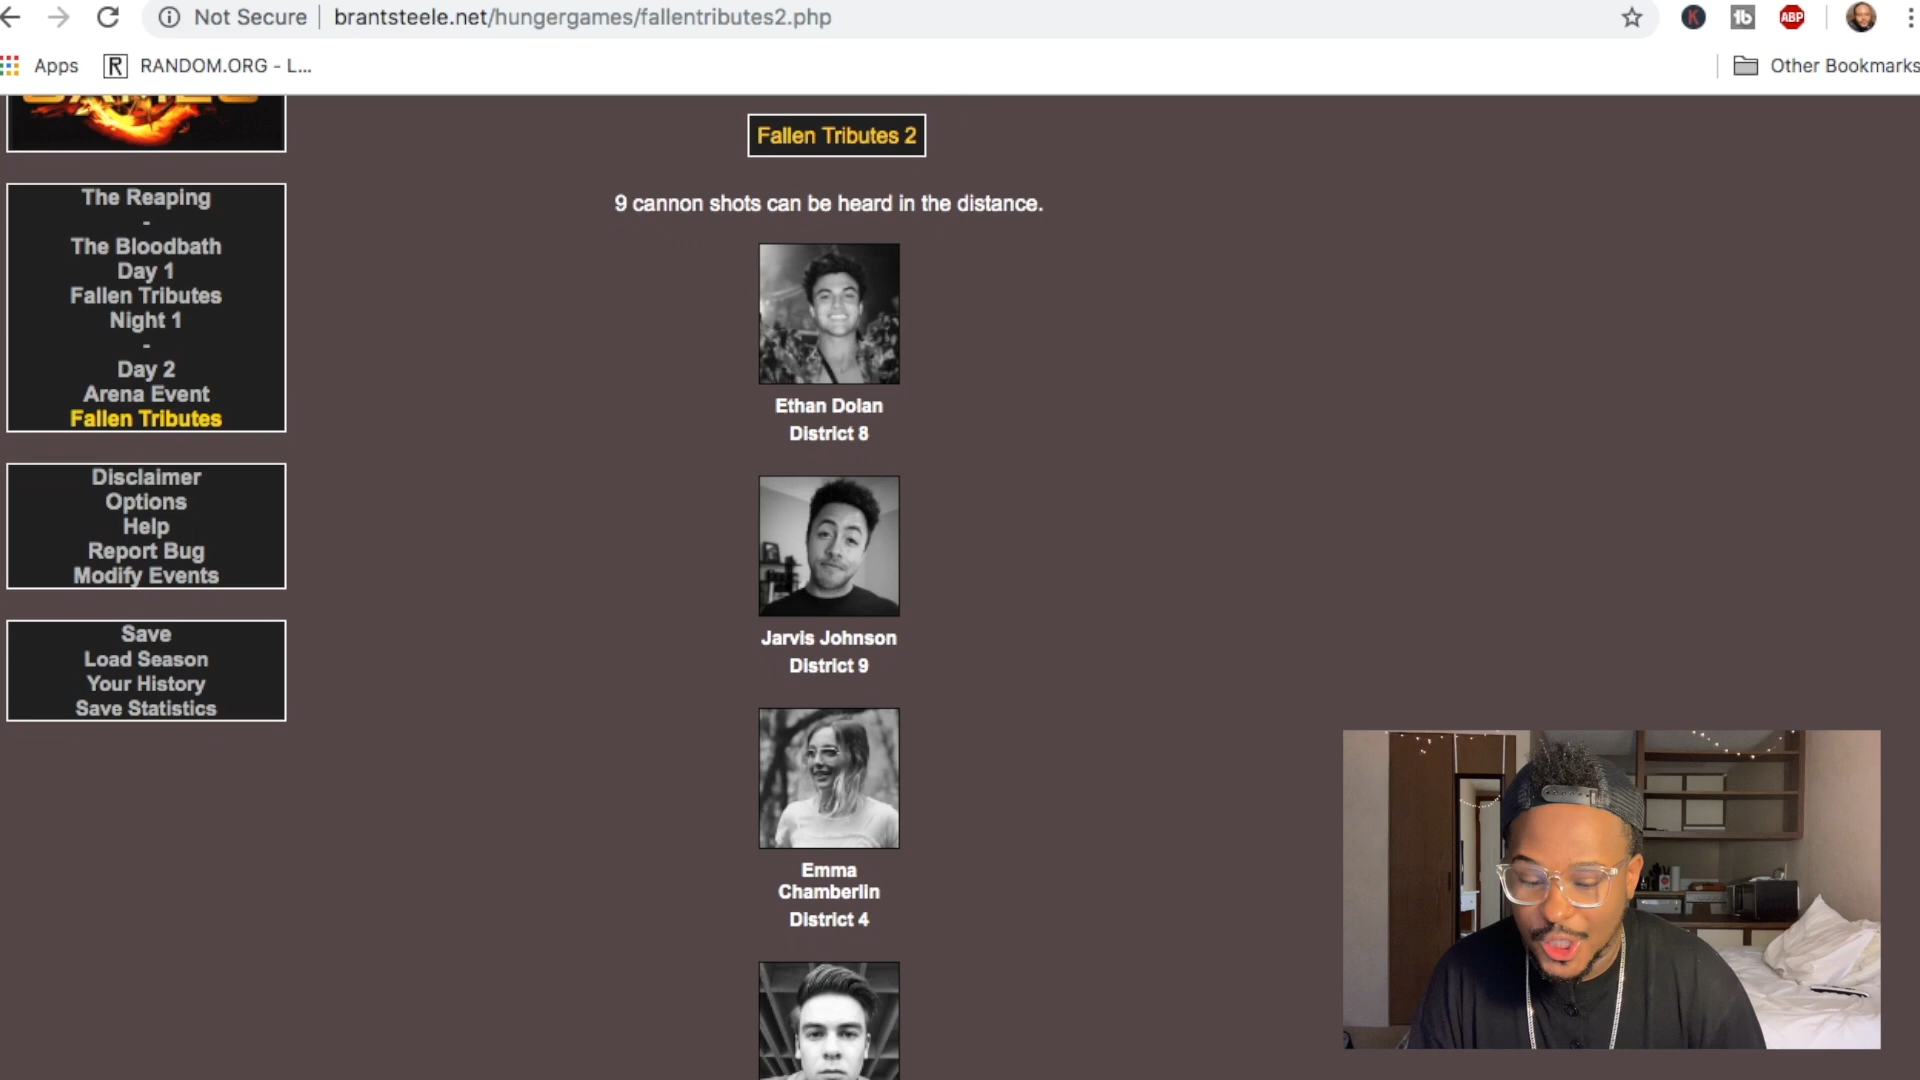 Not Secure
brantsteele.net/hungergames/fallentributes2.php
K
tb
ABP
Apps
R
RANDOM.ORG - L...
Other Bookmarks
Fallen Tributes 2
9 cannon shots can be heard in the distance.
The Reaping
-
The Bloodbath
Day 1
Fallen Tributes
Night 1
-
Day 2
Arena Event
Fallen Tributes
Disclaimer
Options
Help
Report Bug
Modify Events
Save
Load Season
Your History
Save Statistics
Ethan Dolan
District 8
Jarvis Johnson
District 9
Emma
Chamberlin
District 4